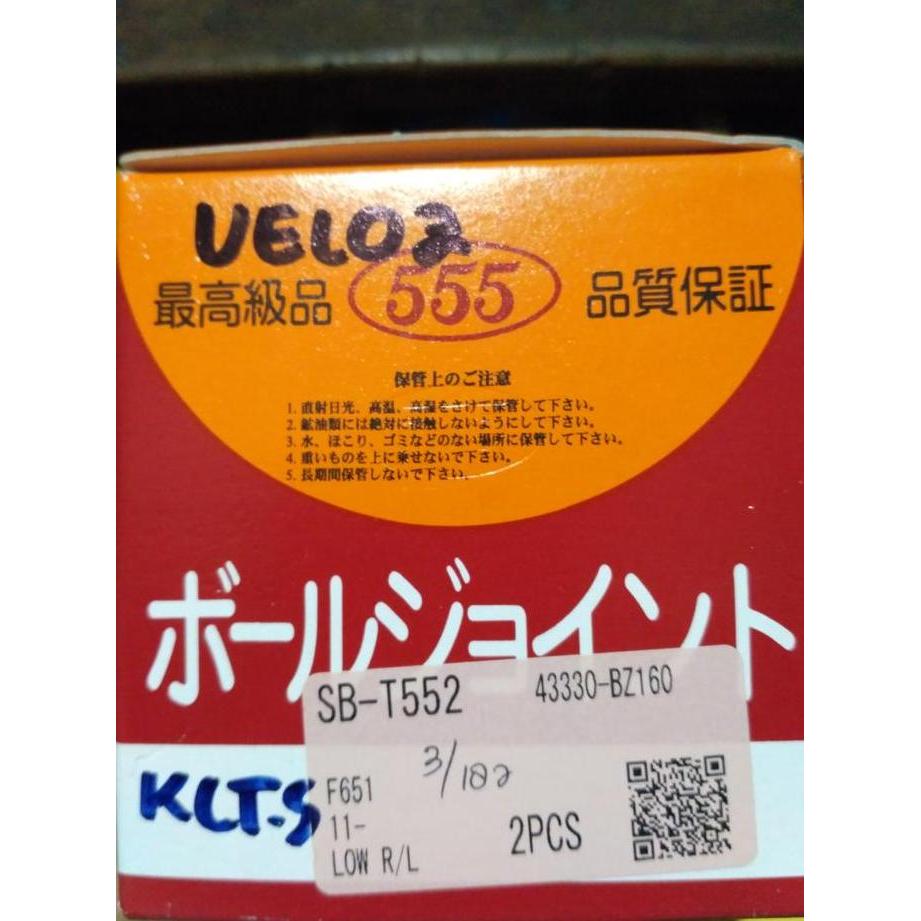 VELOZ
最高級品 555 品質保証
保管上のご注意
1. 直射日光、高温、高湿をさけて保管して下さい。
2. 鉱油類には絶対に接触しないようにして下さい。
3. 水、ほこり、ゴミなどのない場所に保管して下さい。
4. 重いものを上に乗せないで下さい。
5. 長期間保管しないで下さい。
ボールジョイント
SB-T552 43330-BZ160
3/182
KLT-S
F651
11-
LOW R/L 2PCS